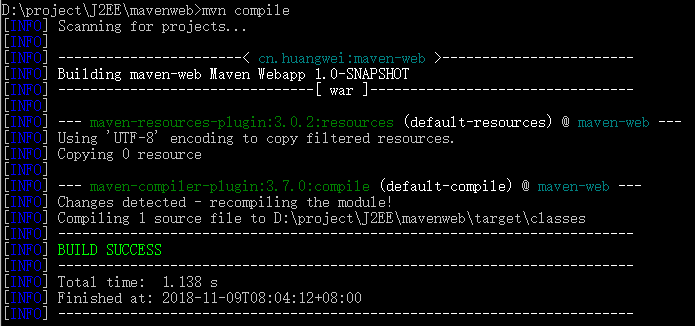 D:\project\J2EE\mavenweb>mvn compile
[INFO] Scanning for projects...
[INFO]
[INFO] ----------------------< cn.huangwei:maven-web >----------------------
[INFO] Building maven-web Maven Webapp 1.0-SNAPSHOT
[INFO] --------------------------------[ war ]---------------------------------
[INFO]
[INFO] --- maven-resources-plugin:3.0.2:resources (default-resources) @ maven-web ---
[INFO] Using 'UTF-8' encoding to copy filtered resources.
[INFO] Copying 0 resource
[INFO]
[INFO] --- maven-compiler-plugin:3.7.0:compile (default-compile) @ maven-web ---
[INFO] Changes detected - recompiling the module!
[INFO] Compiling 1 source file to D:\project\J2EE\mavenweb\target\classes
[INFO] ------------------------------------------------------------------------
[INFO] BUILD SUCCESS
[INFO] ------------------------------------------------------------------------
[INFO] Total time:  1.138 s
[INFO] Finished at: 2018-11-09T08:04:12+08:00
[INFO] ------------------------------------------------------------------------